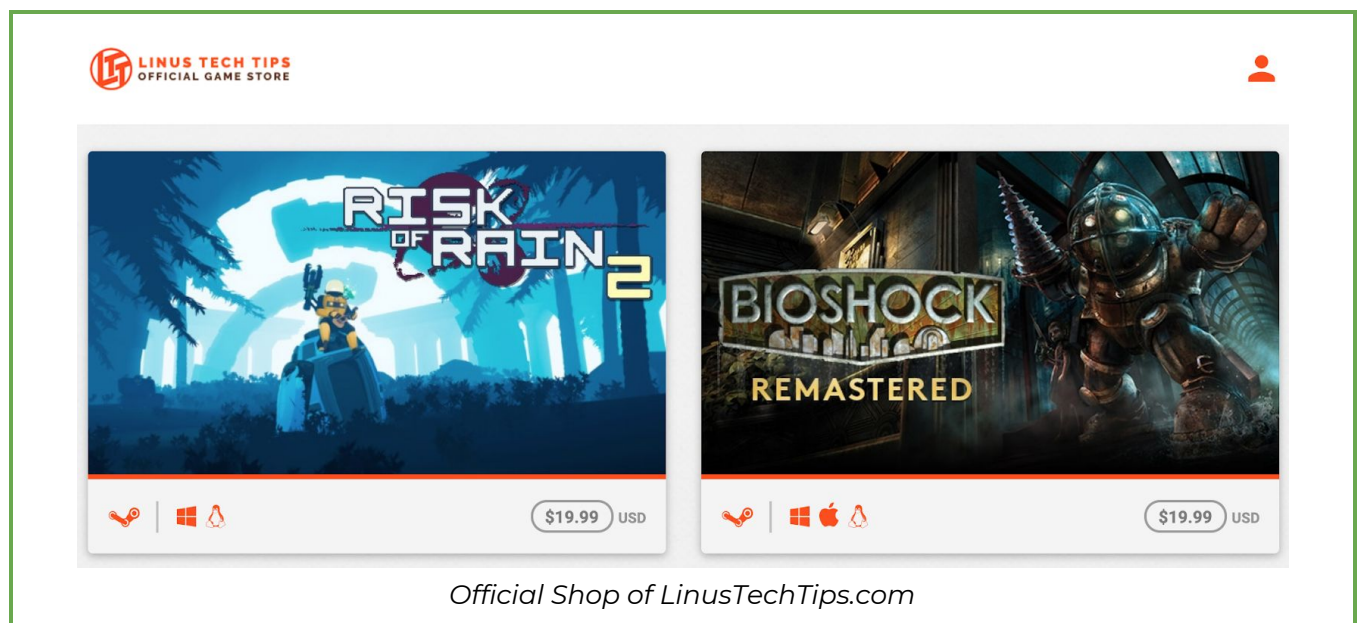 LINUS TECH TIPS
OFFICIAL GAME STORE
RISK
OF RAIN
2
BIOSHOCK
REMASTERED
$19.99 USD
$19.99 USD
Official Shop of LinusTechTips.com